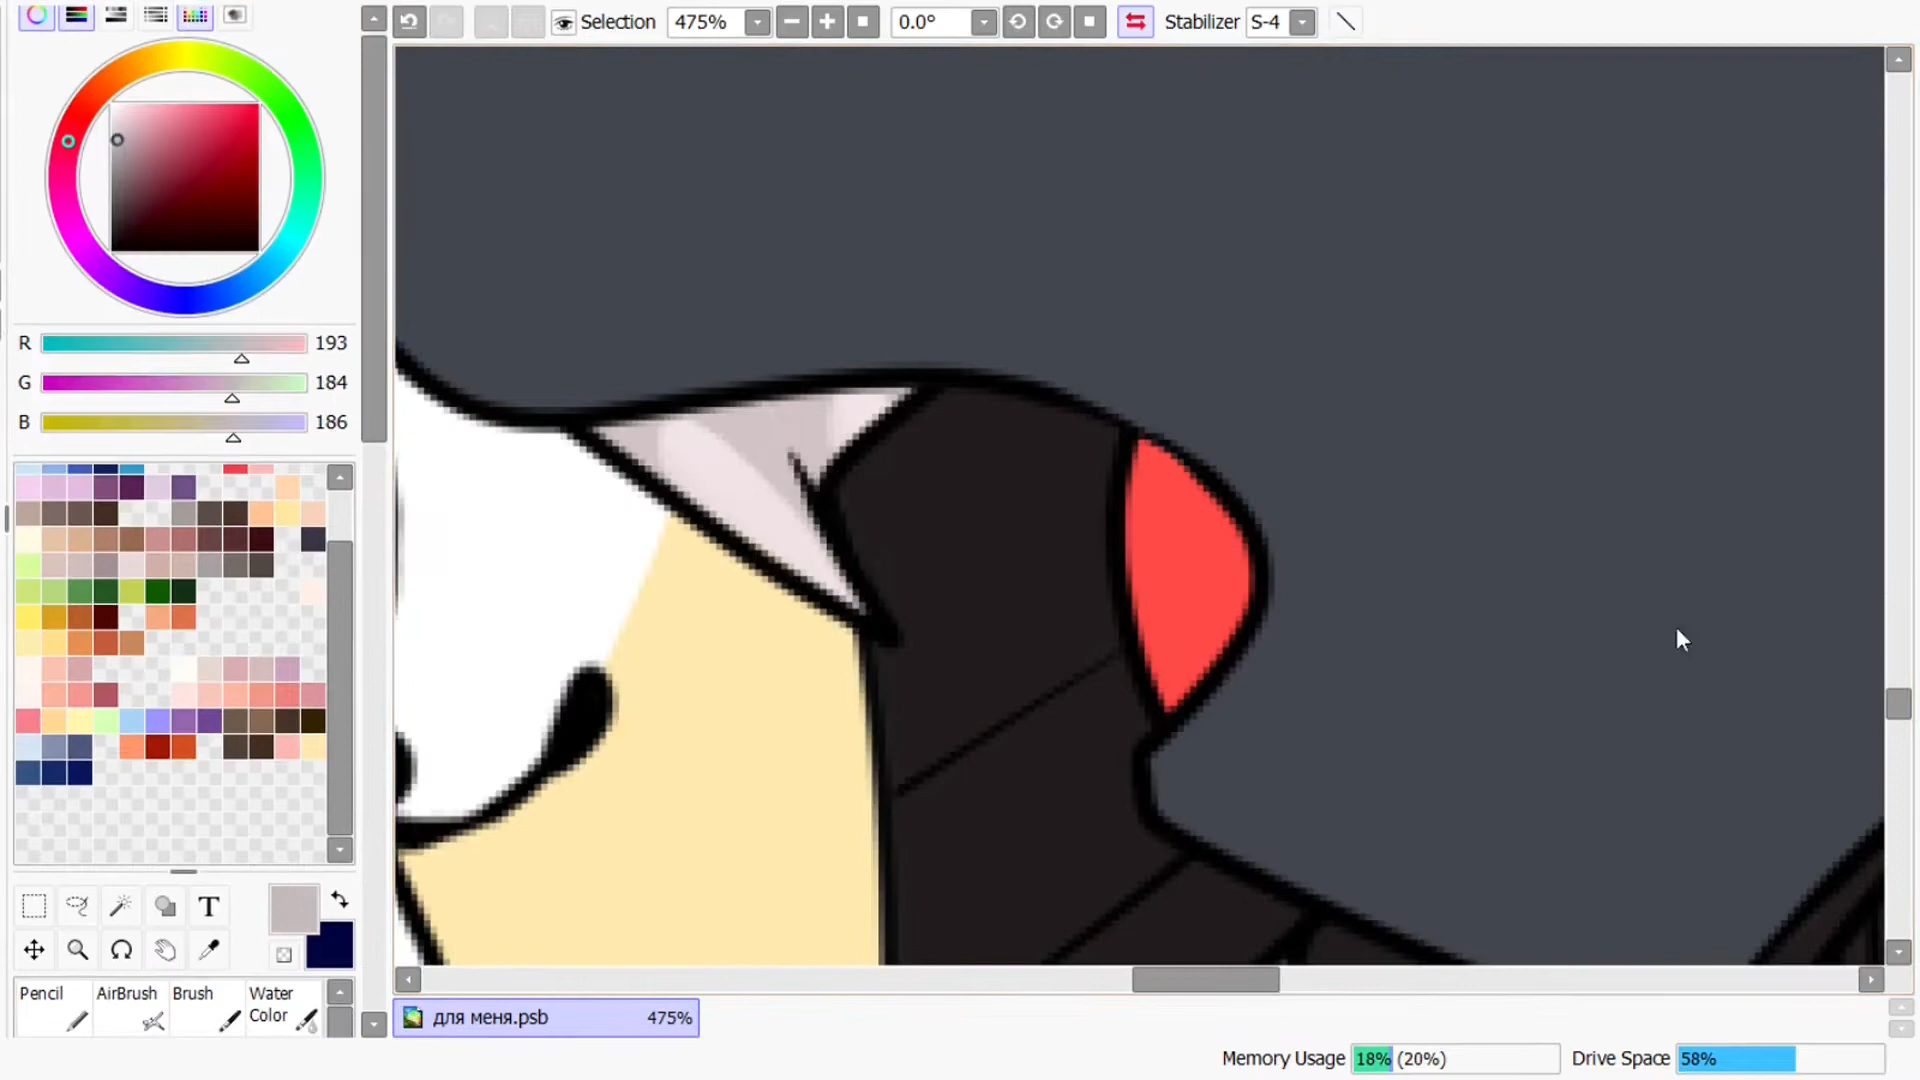 Selection 475% 0.0° Stabilizer S-4
R 193
G 184
B 186
T
Pencil AirBrush Brush Water Color
для меня.psb 475%
Memory Usage 18% (20%) Drive Space 58%